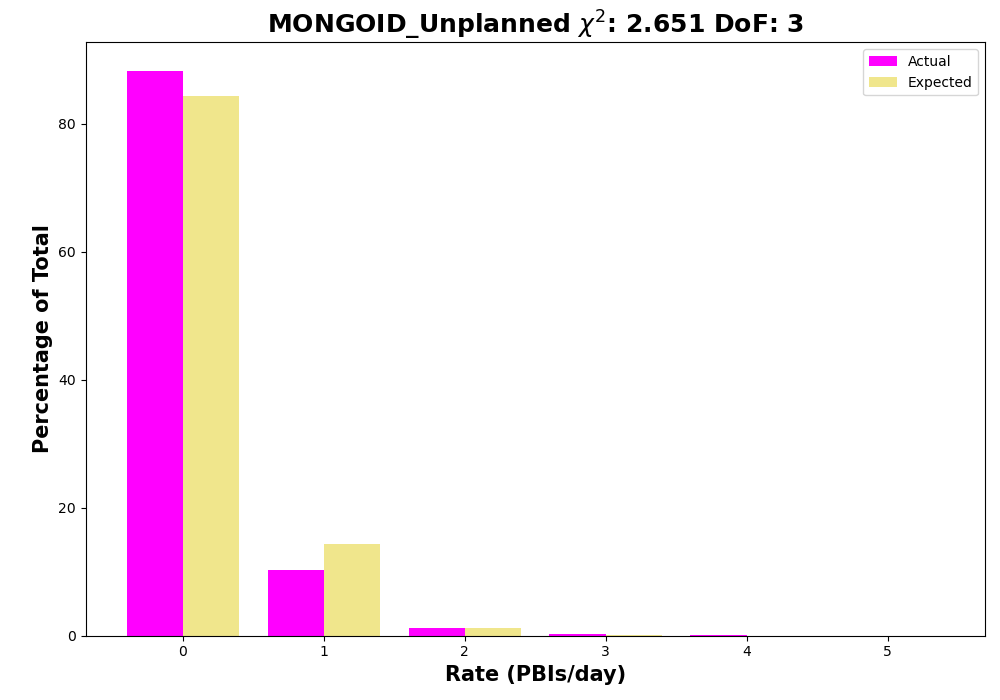 MONGOID_Unplanned χ²: 2.651 DoF: 3
Actual
Expected
Percentage of Total
80
60
40
20
0
0 1 2 3 4 5
Rate (PBIs/day)